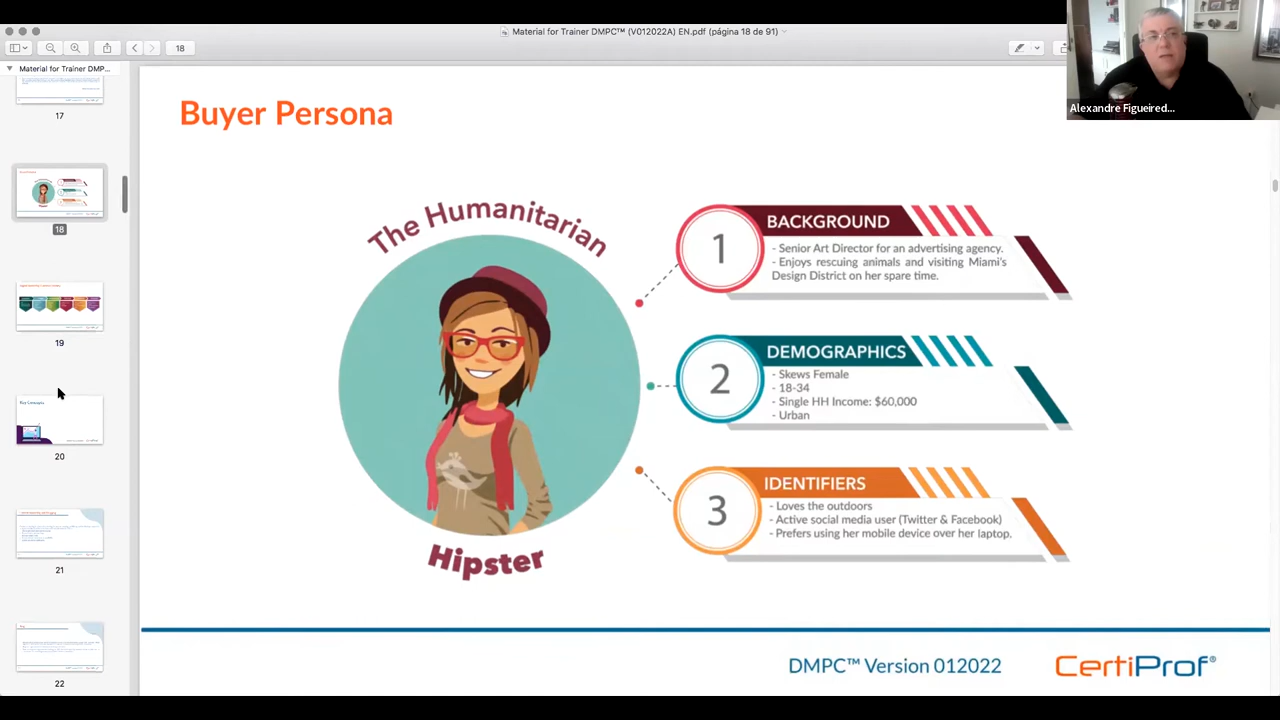 Material for Trainer DMPC™ (V012022A) EN.pdf (página 18 de 91)
18
Alexandre Figueired...
Material for Trainer DMP...
17
18
19
Key Concepts
20
21
22
Buyer Persona
The Humanitarian
Hipster
1
BACKGROUND
- Senior Art Director for an advertising agency.
- Enjoys rescuing animals and visiting Miami's
Design District on her spare time.
2
DEMOGRAPHICS
- Skews Female
- 18-34
- Single HH Income: $60,000
- Urban
3
IDENTIFIERS
- Loves the outdoors
- Active social media user (Twitter & Facebook)
- Prefers using her mobile device over her laptop.
DMPC™ Version 012022
CertiProf®